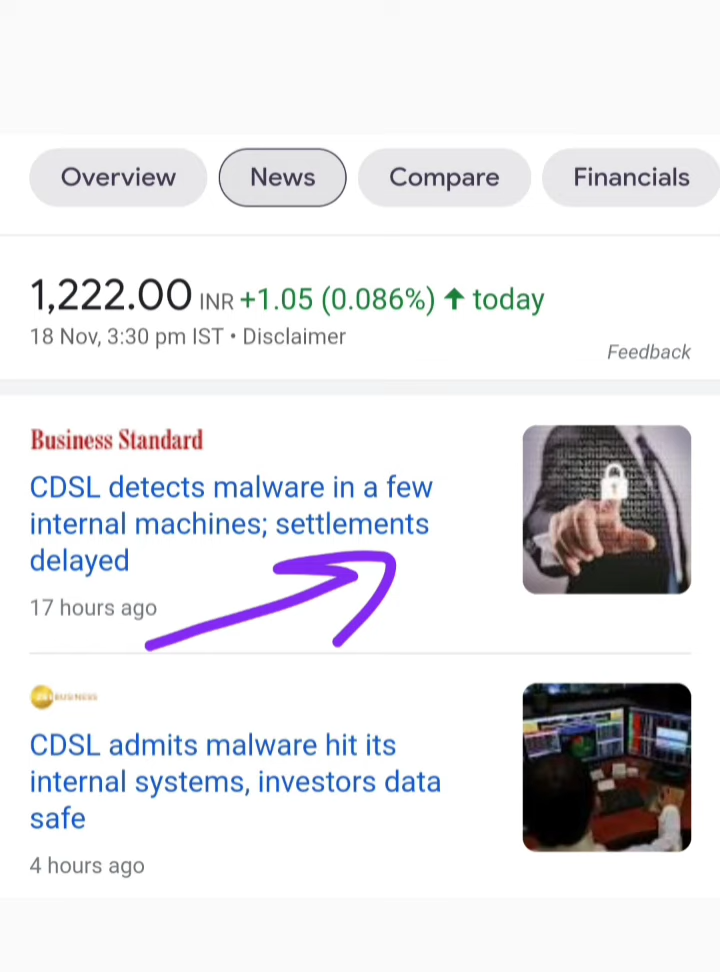 Overview News Compare Financials
1,222.00 INR +1.05 (0.086%) ↑ today
18 Nov, 3:30 pm IST • Disclaimer
Feedback
Business Standard
CDSL detects malware in a few
internal machines; settlements
delayed
17 hours ago
BUSINESS
CDSL admits malware hit its
internal systems, investors data
safe
4 hours ago